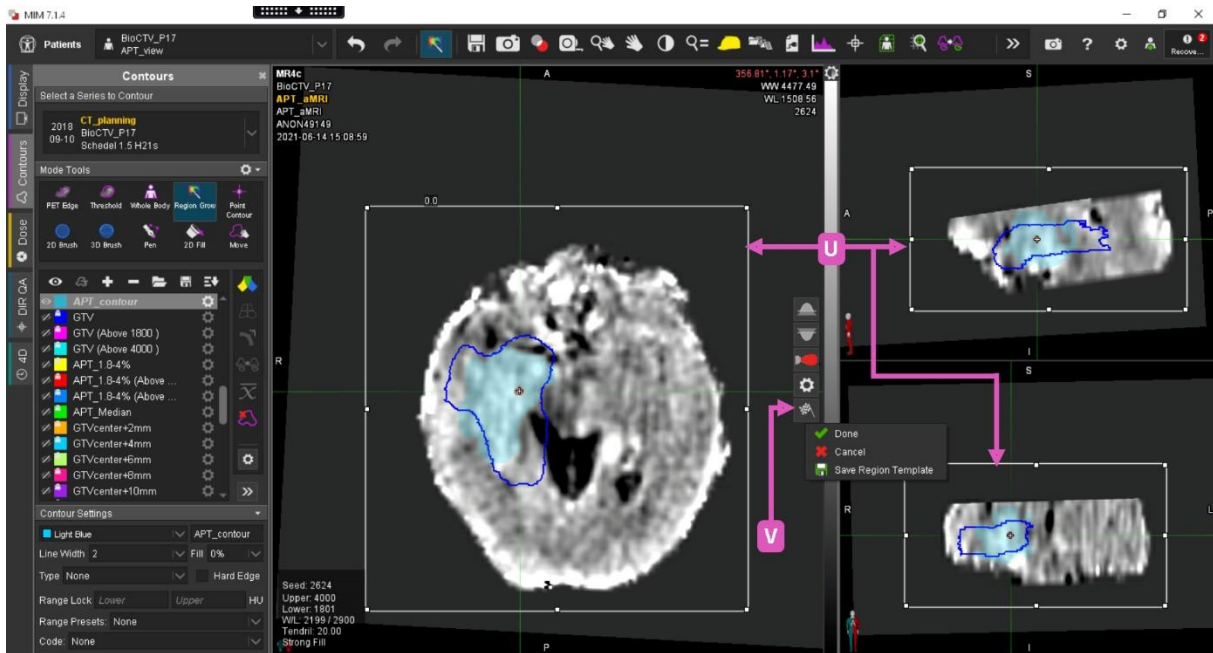 MIM 7.1.4
Patients
BioCTV_P17
APT_view
2
Recove...
Display
Contours
Dose
DIR QA
4D
Contours
Select a Series to Contour
2018
09-10
CT_planning
BioCTV_P17
Schedel 1.5 H21s
Mode Tools
PET Edge
Threshold
Whole Body
Region Grow
Point
Contour
2D Brush
3D Brush
Pen
2D Fill
Move
APT_contour
GTV
GTV (Above 1800 )
GTV (Above 4000 )
APT_1.8-4%
APT_1.8-4% (Above ...
APT_1.8-4% (Above ...
APT_Median
GTVcenter+2mm
GTVcenter+4mm
GTVcenter+6mm
GTVcenter+8mm
GTVcenter+10mm
Contour Settings
Light Blue
APT_contour
Line Width 2
Fill 0%
Type None
Hard Edge
Range Lock Lower Upper HU
Range Presets: None
Code: None
MR4c
BioCTV_P17
APT_aMRI
APT_aMRI
ANON49149
2021-06-14 15:08:59
A
356.81°, 1.17°, 3.1°
WW 4477.49
WL 1508.56
2624
0.0
R
Seed: 2624
Upper: 4000
Lower: 1801
W/L: 2199 / 2900
Tendril: 20.00
Strong Fill
P
U
V
Done
Cancel
Save Region Template
S
A
P
I
S
R
L
I